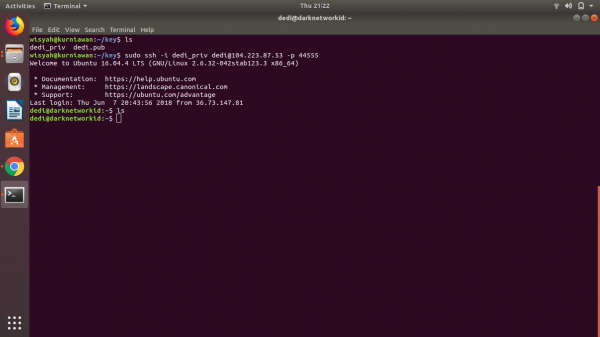 Activities Terminal Thu 21:22
dedi@darknetworkid: ~
File Edit View Search Terminal Help
wisyah@kurniawan:~/key$ ls
dedi_priv dedi.pub
wisyah@kurniawan:~/key$ sudo ssh -i dedi_priv dedi@104.223.87.53 -p 44555
Welcome to Ubuntu 16.04.4 LTS (GNU/Linux 2.6.32-042stab123.3 x86_64)
* Documentation: https://help.ubuntu.com
* Management: https://landscape.canonical.com
* Support: https://ubuntu.com/advantage
Last login: Thu Jun 7 20:43:56 2018 from 36.73.147.81
dedi@darknetworkid:~$ ls
dedi@darknetworkid:~$